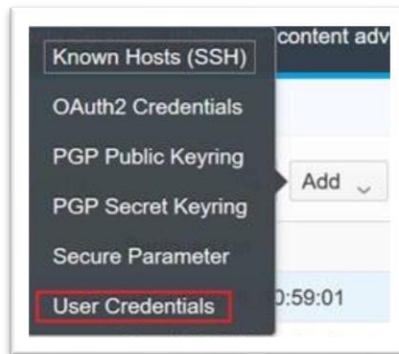 content adv
Known Hosts (SSH)
OAuth2 Credentials
PGP Public Keyring
Add
PGP Secret Keyring
Secure Parameter
User Credentials
0:59:01